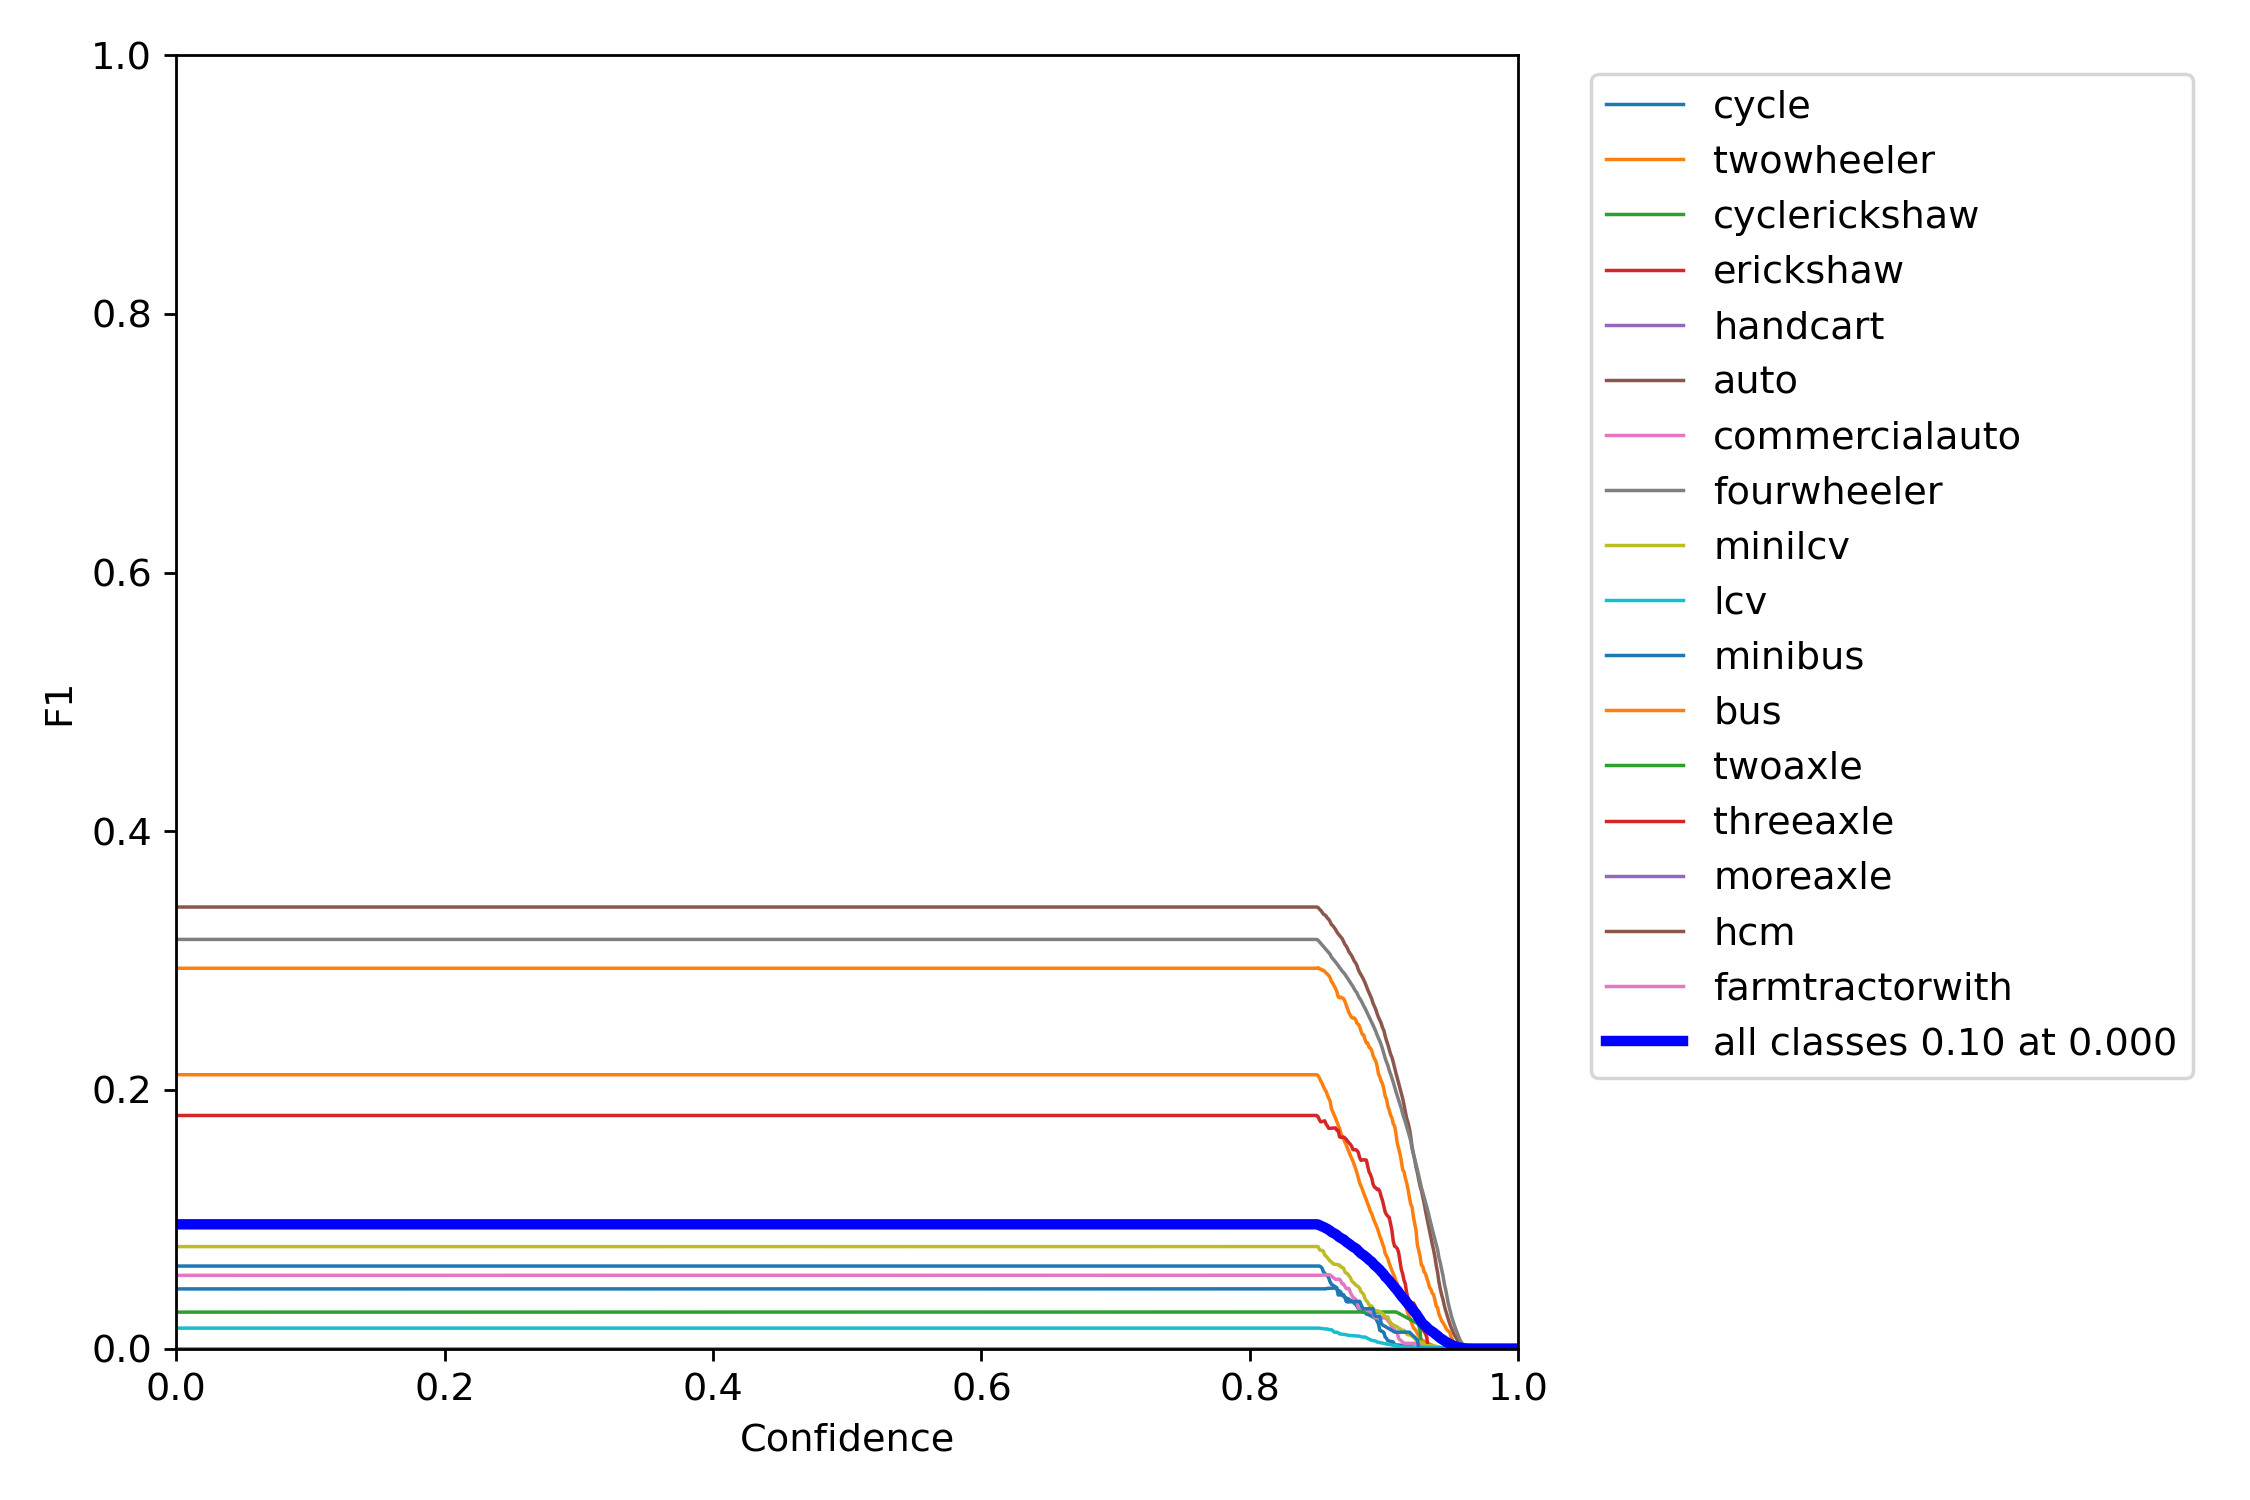 1.0
0.8
0.6
0.4
0.2
0.0
F1
0.0 0.2 0.4 0.6 0.8 1.0
Confidence
cycle
twowheeler
cyclerickshaw
erickshaw
handcart
auto
commercialauto
fourwheeler
minilcv
lcv
minibus
bus
twoaxle
threeaxle
moreaxle
hcm
farmtractorwith
all classes 0.10 at 0.000